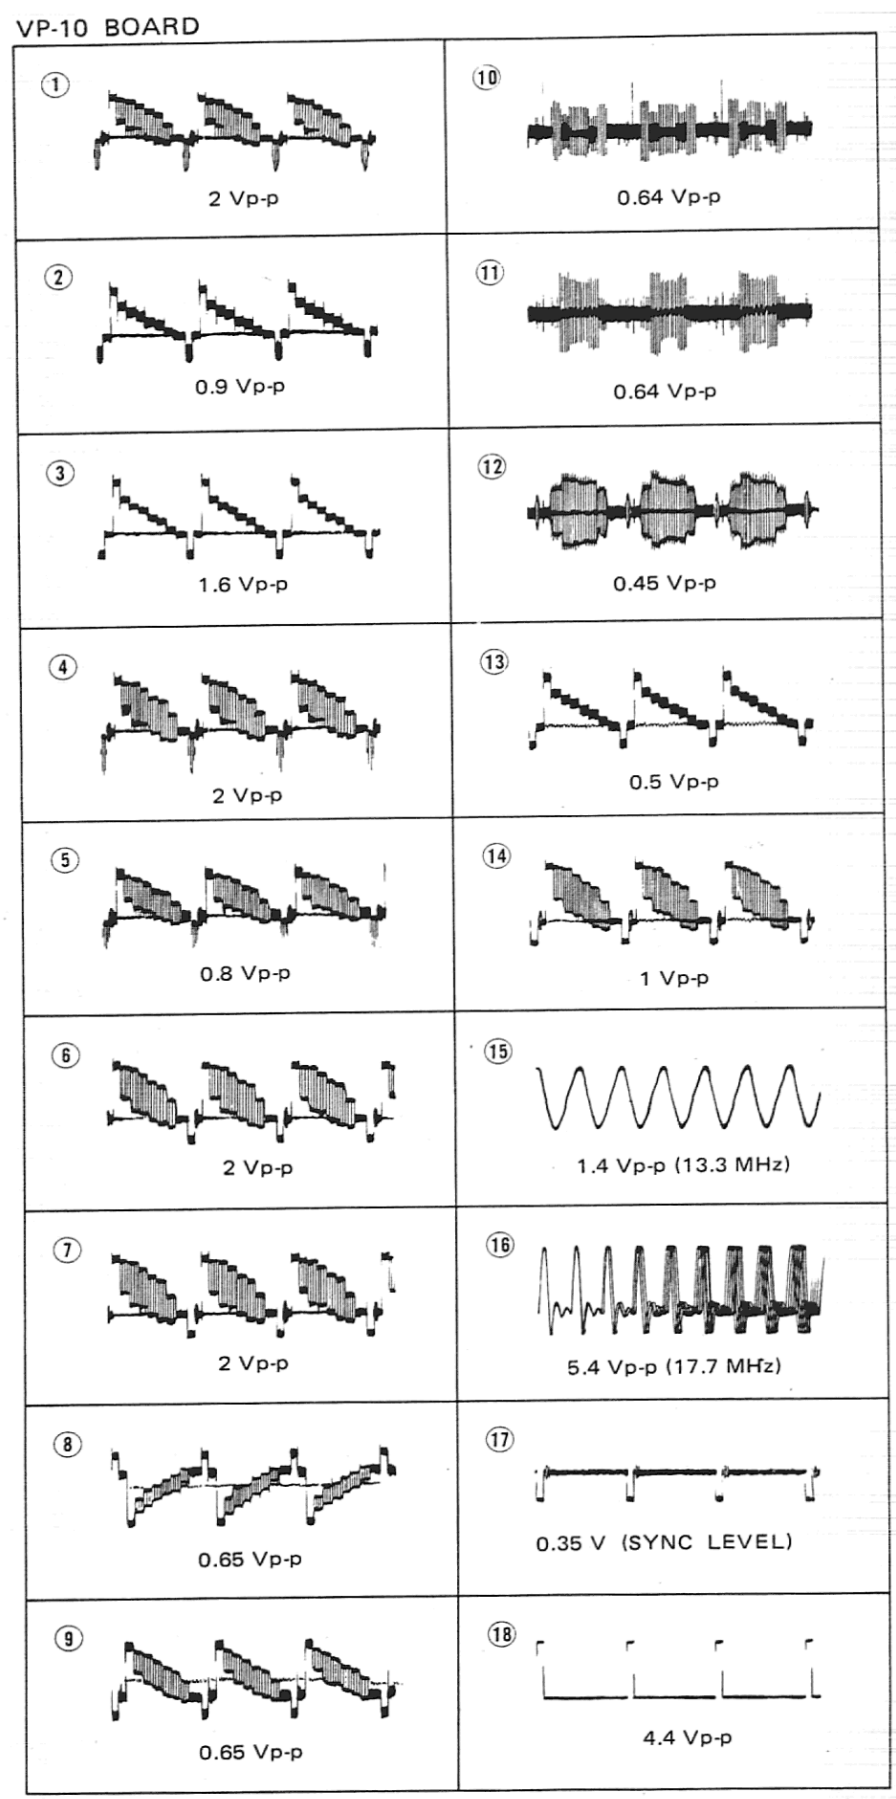 VP-10 BOARD
①
2 Vp-p
②
0.9 Vp-p
③
1.6 Vp-p
④
2 Vp-p
⑤
0.8 Vp-p
⑥
2 Vp-p
⑦
2 Vp-p
⑧
0.65 Vp-p
⑨
0.65 Vp-p
⑩
0.64 Vp-p
⑪
0.64 Vp-p
⑫
0.45 Vp-p
⑬
0.5 Vp-p
⑭
1 Vp-p
⑮
1.4 Vp-p (13.3 MHz)
⑯
5.4 Vp-p (17.7 MHz)
⑰
0.35 V (SYNC LEVEL)
⑱
4.4 Vp-p